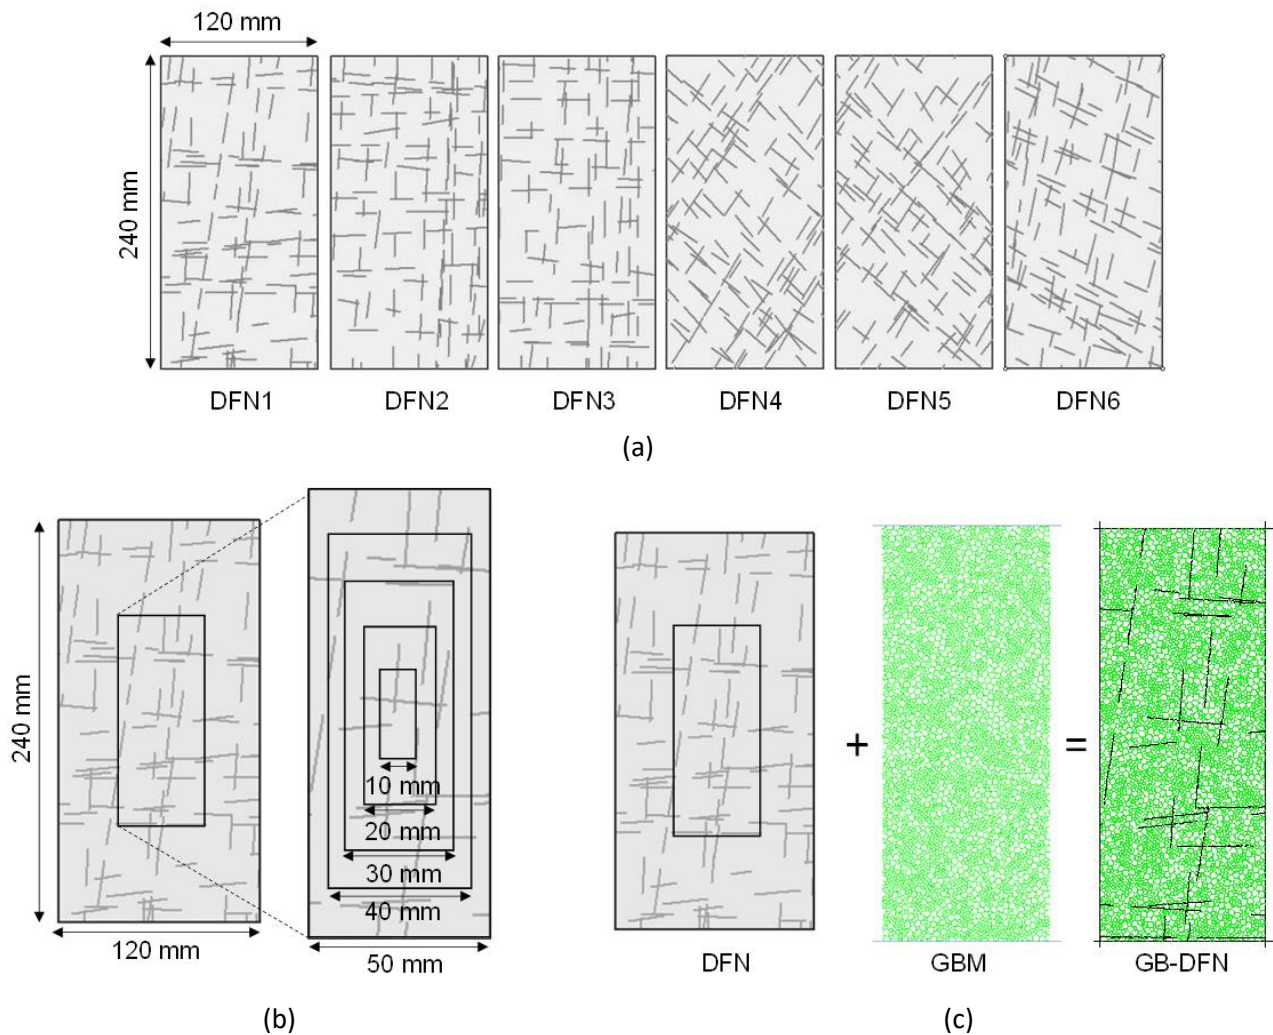 120 mm
240 mm
DFN1 DFN2 DFN3 DFN4 DFN5 DFN6
(a)
240 mm
120 mm
10 mm
20 mm
30 mm
40 mm
50 mm
(b)
+
=
DFN GBM GB-DFN
(c)